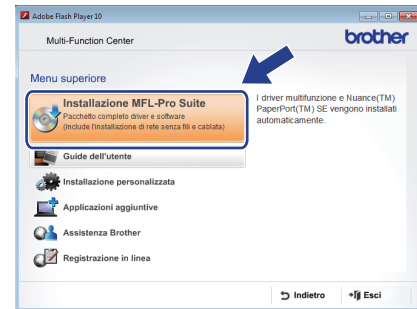 Adobe Flash Player 10
Multi-Function Center
brother
Menu superiore
Installazione MFL-Pro Suite
Pacchetto completo driver e software
(Include l'installazione di rete senza fili e cablata)
I driver multifunzione e Nuance(TM)
PaperPort(TM) SE vengono installati
automaticamente.
Guide dell'utente
Installazione personalizzata
Applicazioni aggiuntive
Assistenza Brother
Registrazione in linea
Indietro
Esci